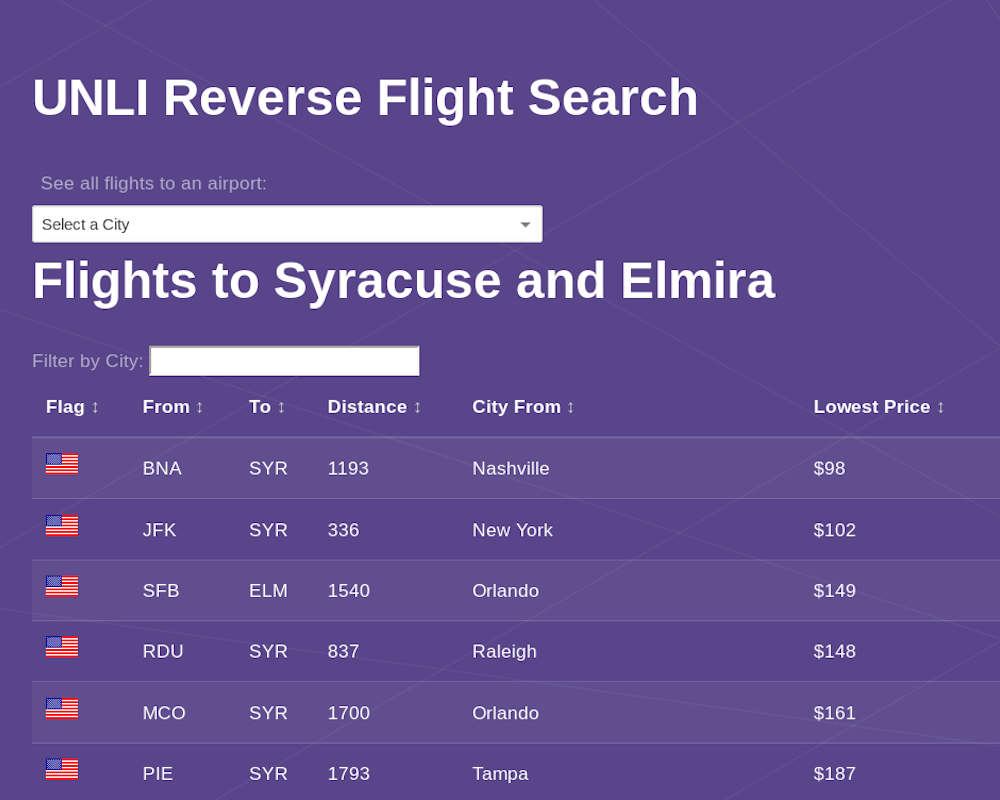 UNLI Reverse Flight Search
See all flights to an airport:
Select a City
Flights to Syracuse and Elmira
Filter by City:
Flag ↕ From ↕ To ↕ Distance ↕ City From ↕ Lowest Price ↕
BNA SYR 1193 Nashville $98
JFK SYR 336 New York $102
SFB ELM 1540 Orlando $149
RDU SYR 837 Raleigh $148
MCO SYR 1700 Orlando $161
PIE SYR 1793 Tampa $187